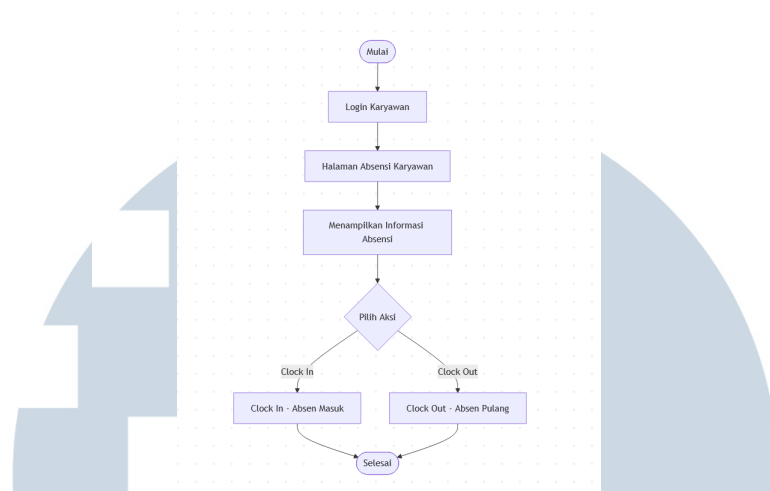 Mulai
Login Karyawan
Halaman Absensi Karyawan
Menampilkan Informasi
Absensi
Pilih Aksi
Clock In
Clock Out
Clock In - Absen Masuk
Clock Out - Absen Pulang
Selesai